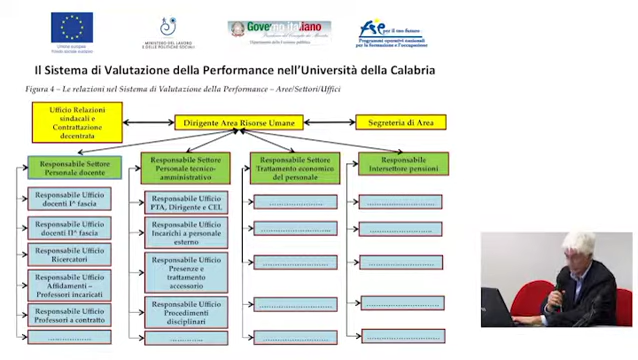 Unione europea
Fondo sociale europeo
MINISTERO DEL LAVORO
E DELLE POLITICHE SOCIALI
Governo Italiano
Presidenza del Consiglio dei Ministri
Dipartimento della Funzione pubblica
fse per il tuo futuro
Programmi operativi nazionali
per la formazione e l'occupazione
Il Sistema di Valutazione della Performance nell'Università della Calabria
Figura 4 – Le relazioni nel Sistema di Valutazione della Performance – Aree/Settori/Uffici
Ufficio Relazioni
sindacali e
Contrattazione
decentrata
Dirigente Area Risorse Umane
Segreteria di Area
Responsabile Settore
Personale docente
Responsabile Settore
Personale tecnico-
amministrativo
Responsabile Settore
Trattamento economico
del personale
Responsabile
Intersettore pensioni
Responsabile Ufficio
docenti I^ fascia
Responsabile Ufficio
docenti II^ fascia
Responsabile Ufficio
Ricercatori
Responsabile Ufficio
Affidamenti –
Professori incaricati
Responsabile Ufficio
Professori a contratto
………………
Responsabile Ufficio
PTA, Dirigente e CEL
Responsabile Ufficio
Incarichi a personale
esterno
Responsabile Ufficio
Presenze e
trattamento
accessorio
Responsabile Ufficio
Procedimenti
disciplinari
…………..
……………………
……………………..
……………………
……………………
……………………
……………………
……………………
……………………
……………………
……………………